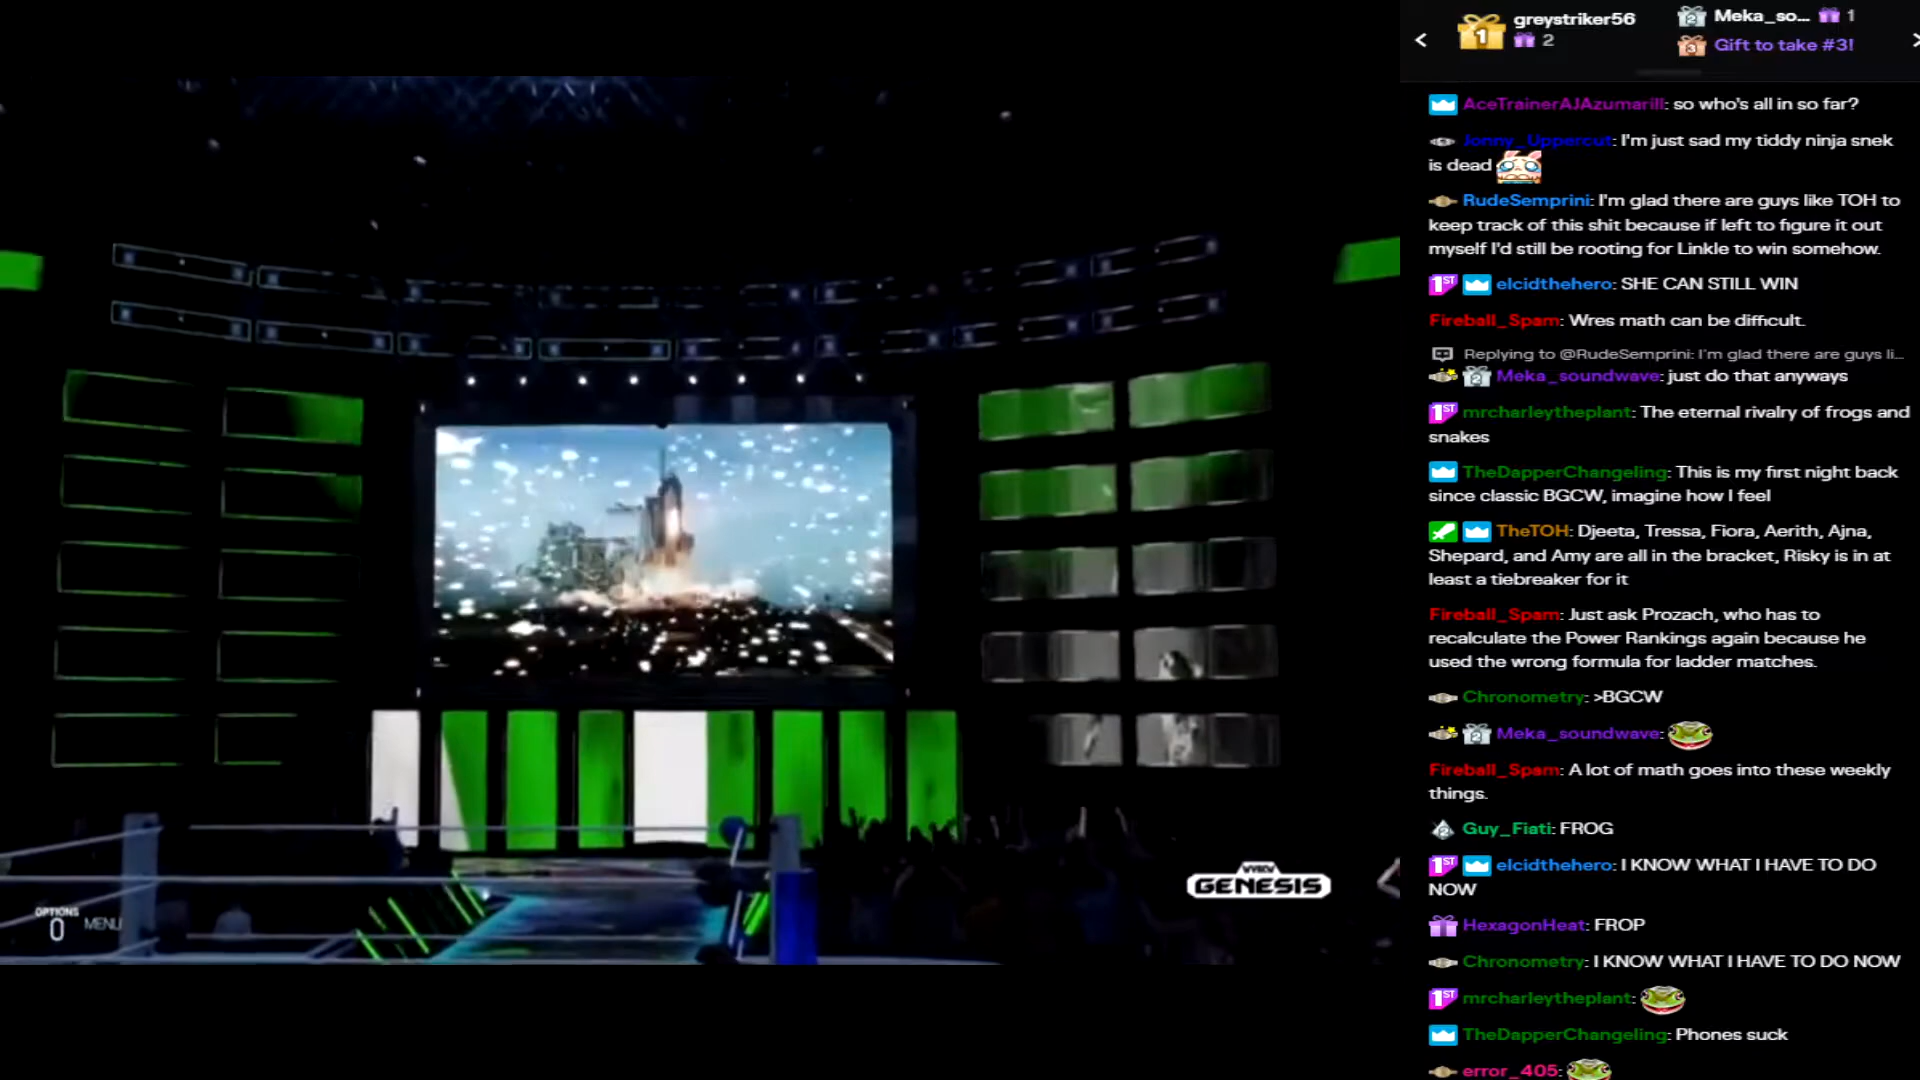 greystriker56
2
Meka_so... 1
Gift to take #3!
AceTrainerAJAzumarill: so who's all in so far?
Jonny_Uppercut: I'm just sad my tiddy ninja snek
is dead
RudeSemprini: I'm glad there are guys like TOH to
keep track of this shit because if left to figure it out
myself I'd still be rooting for Linkle to win somehow.
elcidthehero: SHE CAN STILL WIN
Fireball_Spam: Wres math can be difficult.
Replying to @RudeSemprini: I'm glad there are guys li...
Meka_soundwave: just do that anyways
mrcharleytheplant: The eternal rivalry of frogs and
snakes
TheDapperChangeling: This is my first night back
since classic BGCW, imagine how I feel
TheTOH: Djeeta, Tressa, Fiora, Aerith, Ajna,
Shepard, and Amy are all in the bracket, Risky is in at
least a tiebreaker for it
Fireball_Spam: Just ask Prozach, who has to
recalculate the Power Rankings again because he
used the wrong formula for ladder matches.
Chronometry: >BGCW
Meka_soundwave:
Fireball_Spam: A lot of math goes into these weekly
things.
Guy_Fiati: FROG
elcidthehero: I KNOW WHAT I HAVE TO DO
NOW
HexagonHeat: FROP
Chronometry: I KNOW WHAT I HAVE TO DO NOW
mrcharleytheplant:
TheDapperChangeling: Phones suck
error_405:
GENESIS
OPTIONS
MENU